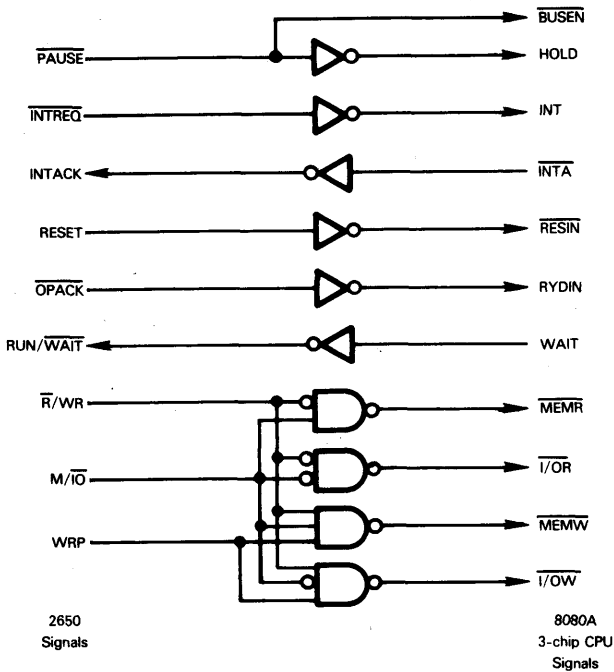 BUSEN
PAUSE HOLD
INTREQ INT
INTACK INTA
RESET RESIN
OPACK RYDIN
RUN/WAIT WAIT
R/WR MEMR
M/IO I/OR
WRP MEMW
I/OW
2650 8080A
Signals 3-chip CPU
Signals